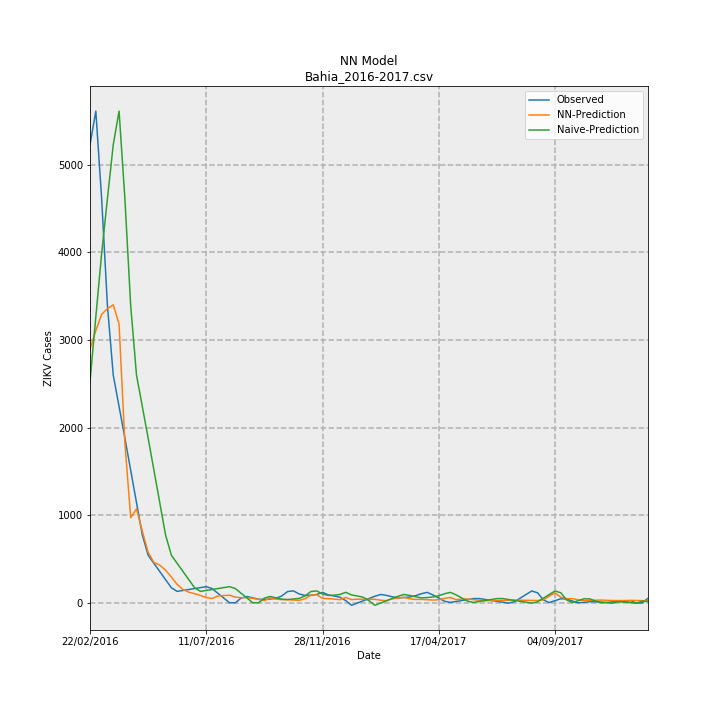 NN Model
Bahia_2016-2017.csv
Observed
NN-Prediction
Naive-Prediction
ZIKV Cases
5000
4000
3000
2000
1000
0
22/02/2016
11/07/2016
28/11/2016
17/04/2017
04/09/2017
Date